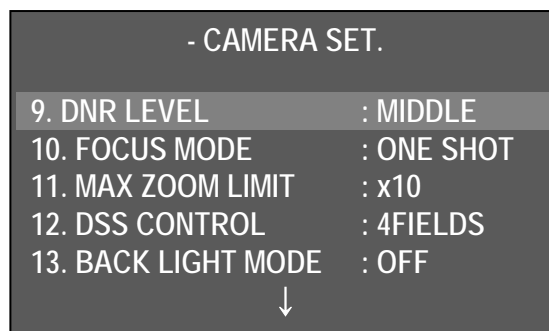 - CAMERA SET.
9. DNR LEVEL : MIDDLE
10. FOCUS MODE : ONE SHOT
11. MAX ZOOM LIMIT : x10
12. DSS CONTROL : 4FIELDS
13. BACK LIGHT MODE : OFF
↓